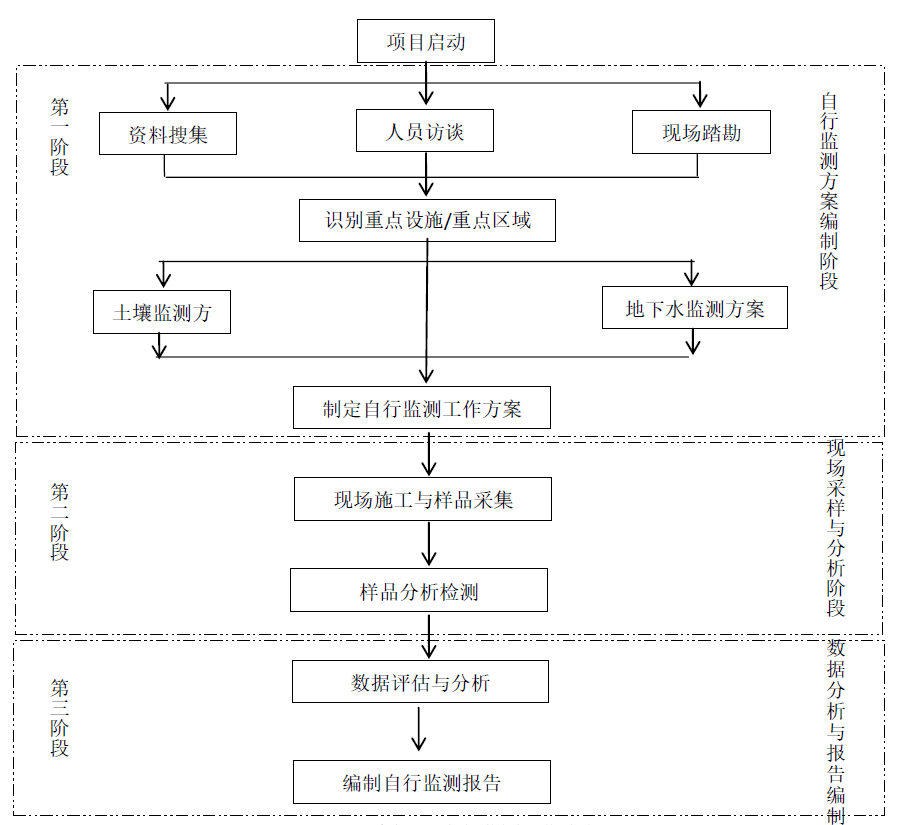 项目启动
第一阶段
自行监测方案编制阶段
资料搜集
人员访谈
现场踏勘
识别重点设施/重点区域
土壤监测方
地下水监测方案
制定自行监测工作方案
第二阶段
现场采样与分析阶段
现场施工与样品采集
样品分析检测
第三阶段
数据分析与报告编制
数据评估与分析
编制自行监测报告